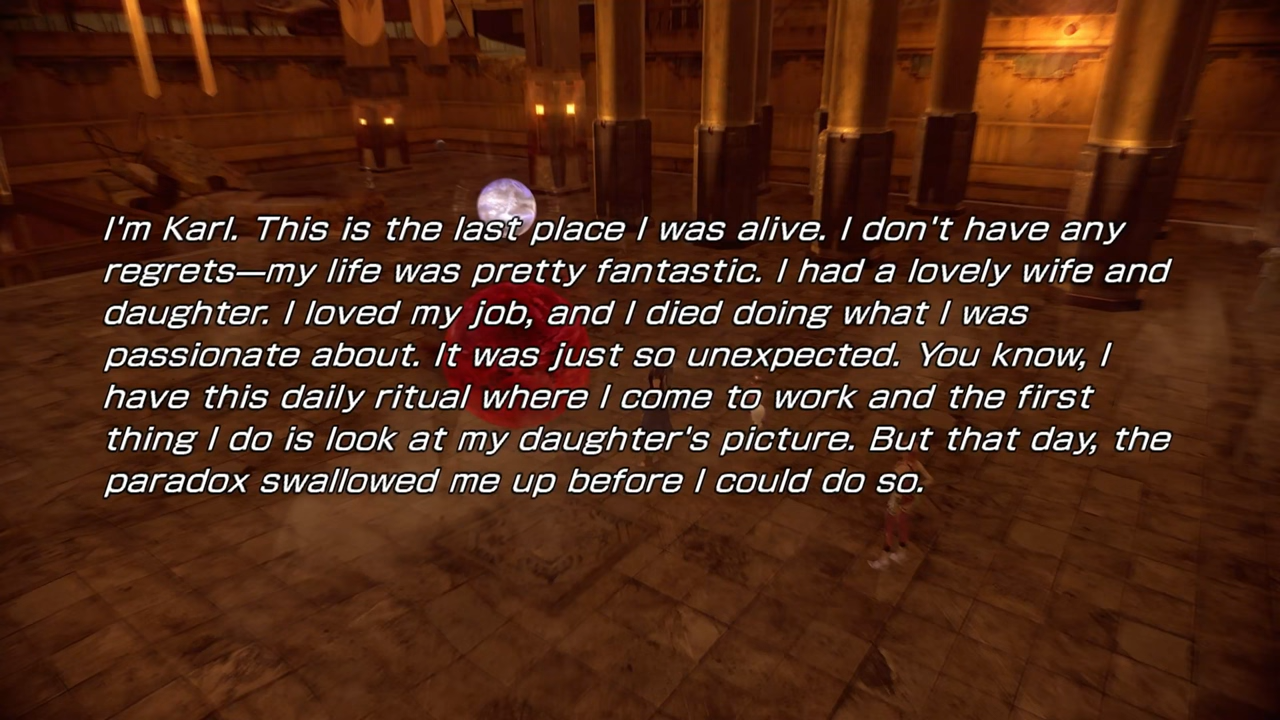 I'm Karl. This is the last place I was alive. I don't have any
regrets—my life was pretty fantastic. I had a lovely wife and
daughter. I loved my job, and I died doing what I was
passionate about. It was just so unexpected. You know, I
have this daily ritual where I come to work and the first
thing I do is look at my daughter's picture. But that day, the
paradox swallowed me up before I could do so.